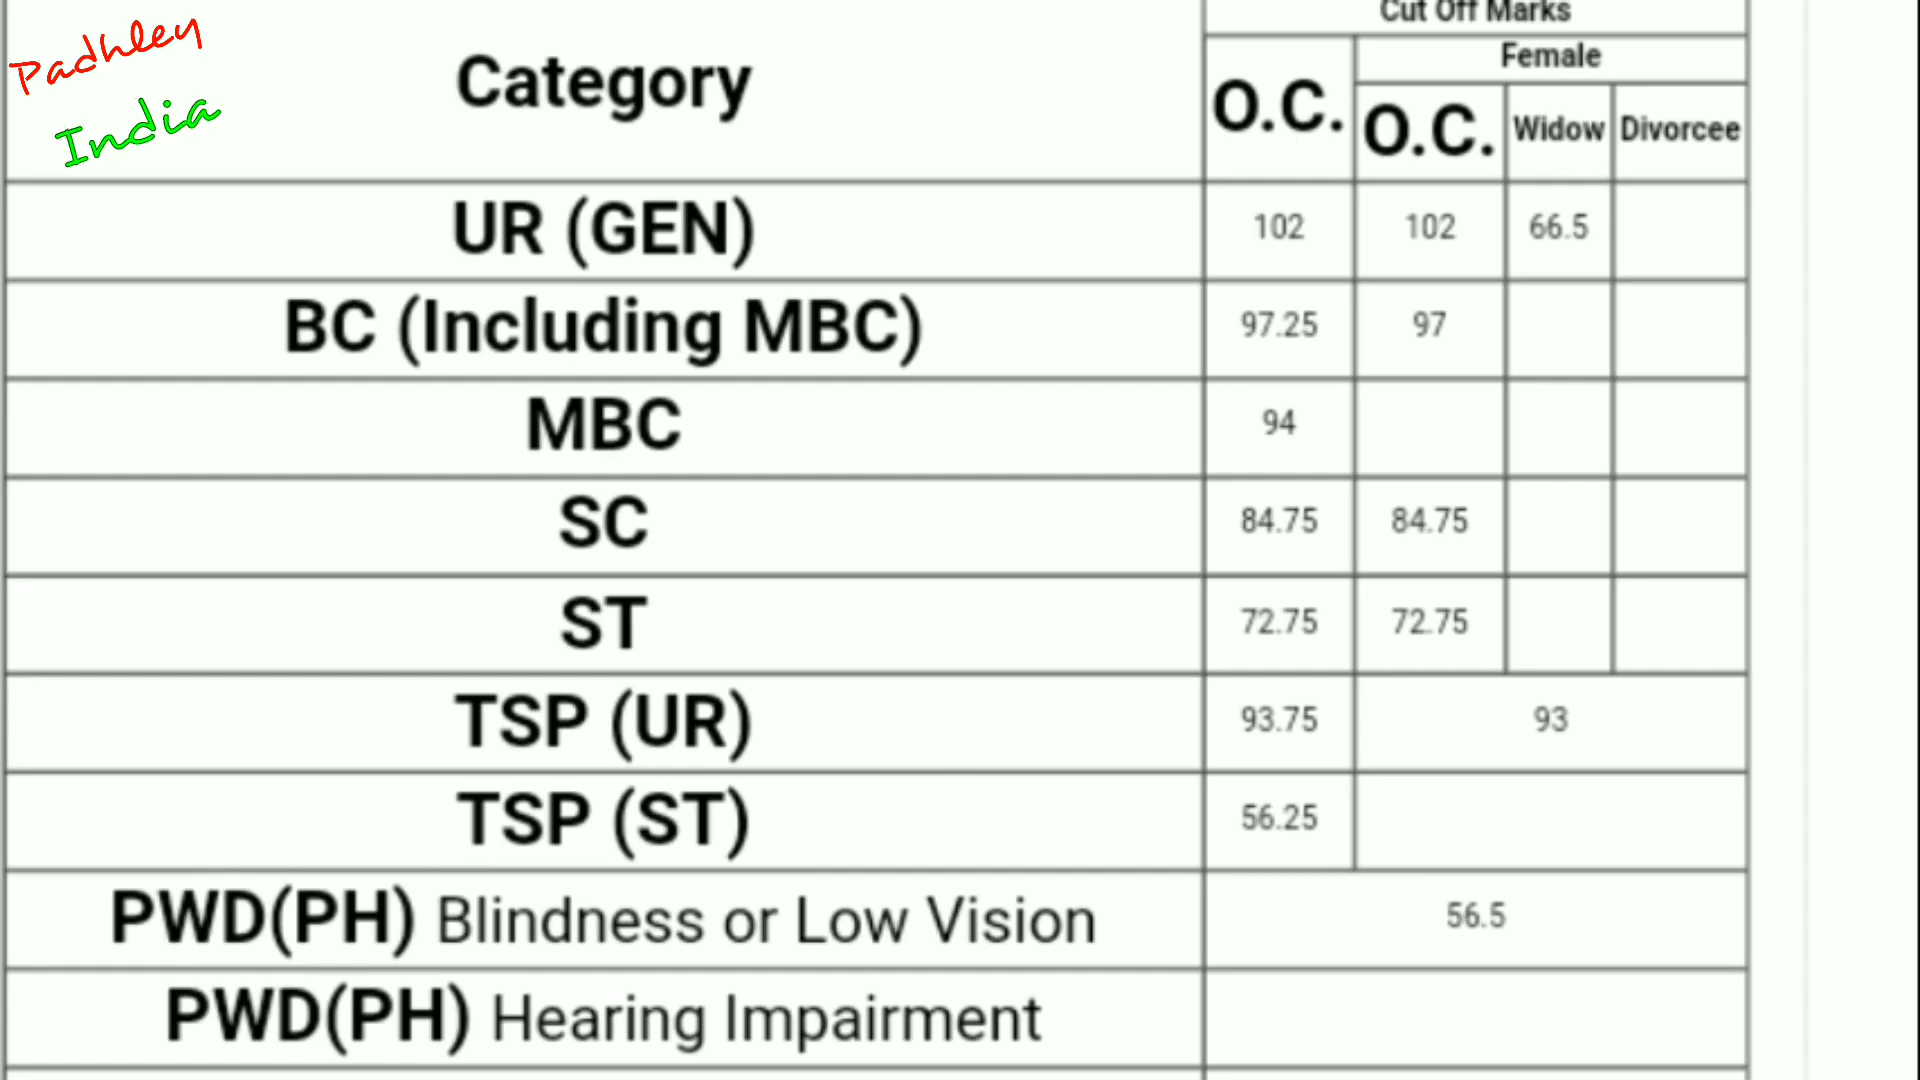 Padhley
India
Cut Off Marks
Category
O.C.
Female
O.C. Widow Divorcee
UR (GEN) 102 102 66.5
BC (Including MBC) 97.25 97
MBC 94
SC 84.75 84.75
ST 72.75 72.75
TSP (UR) 93.75 93
TSP (ST) 56.25
PWD(PH) Blindness or Low Vision 56.5
PWD(PH) Hearing Impairment